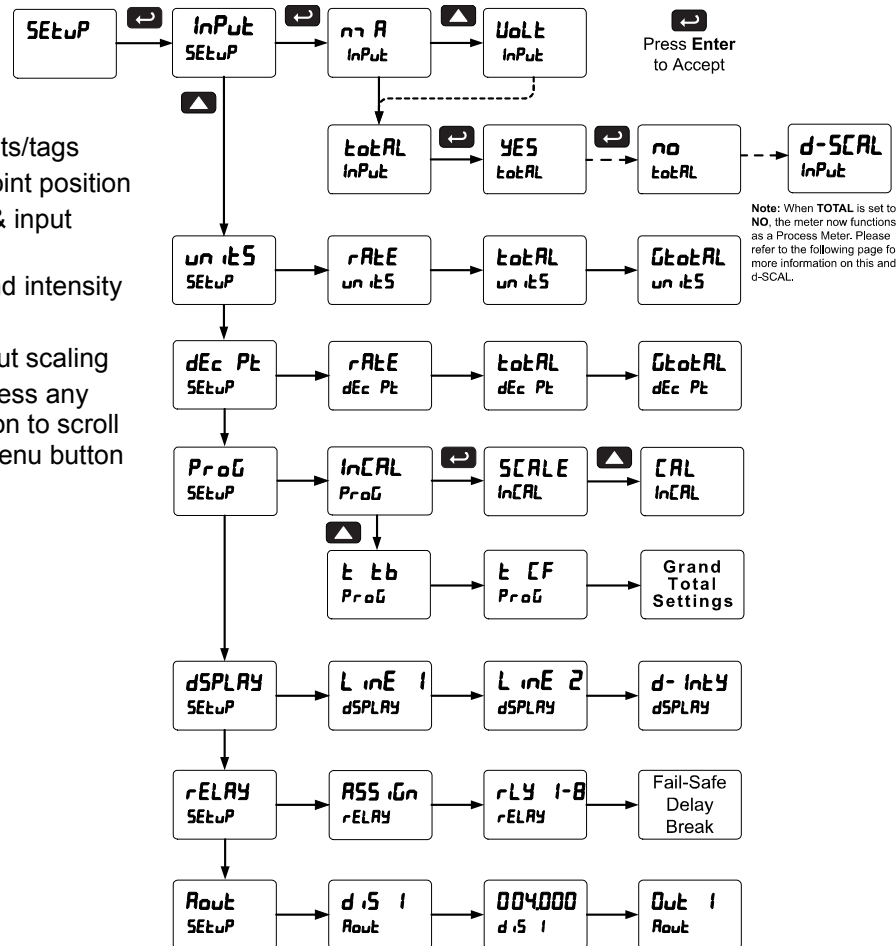 SEtuP
InPut
SEtuP
mA
InPut
VoLt
InPut
Press Enter
to Accept
ts/tags
oint position
& input
nd intensity
ut scaling
ess any
on to scroll
enu button
totAL
InPut
YES
totAL
no
totAL
d-SCAL
InPut
Note: When TOTAL is set to
NO, the meter now functions
as a Process Meter. Please
refer to the following page fo
more information on this and
d-SCAL.
unitS
SEtuP
rAtE
unitS
totAL
unitS
GtotAL
unitS
dEc Pt
SEtuP
rAtE
dEc Pt
totAL
dEc Pt
GtotAL
dEc Pt
ProG
SEtuP
InCAL
ProG
SCALE
InCAL
CAL
InCAL
t tb
ProG
t CF
ProG
Grand
Total
Settings
dSPLAY
SEtuP
LinE 1
dSPLAY
LinE 2
dSPLAY
d-IntY
dSPLAY
rELAY
SEtuP
ASSiGn
rELAY
rLY 1-8
rELAY
Fail-Safe
Delay
Break
Aout
SEtuP
diS 1
Aout
004.000
diS 1
Out 1
Aout